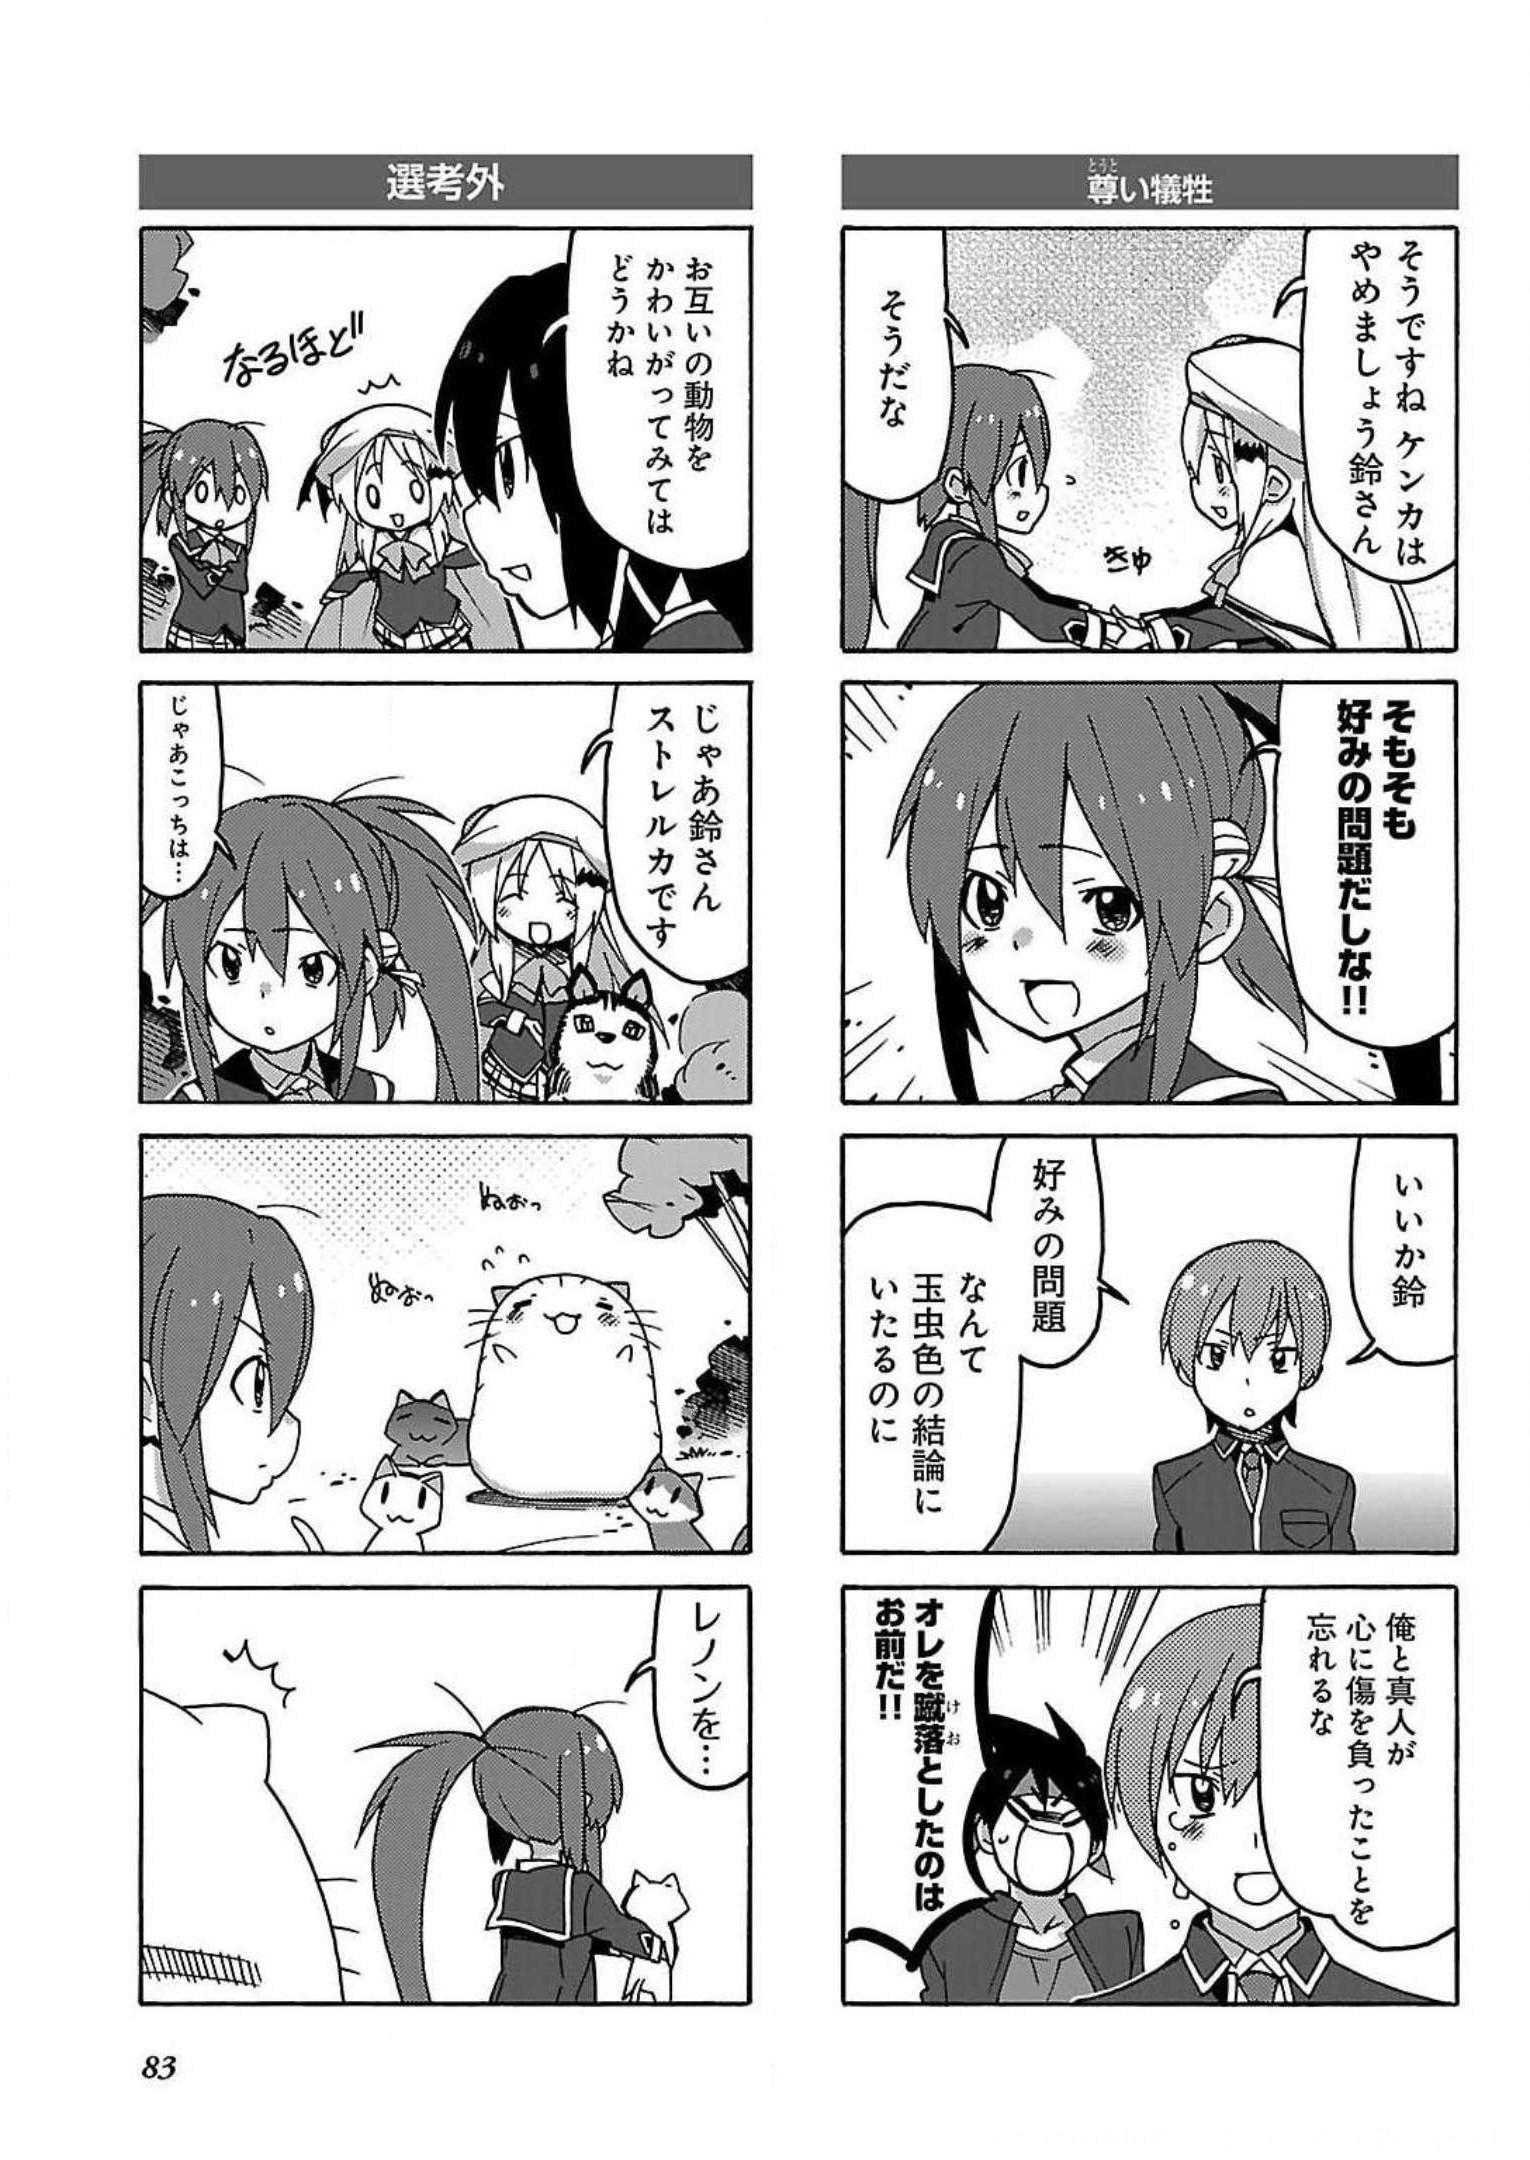 尊い犠牲
とうと
そうですね ケンカは
やめましょう鈴さん
そうだな
きゅ
そもそも
好みの問題だしな!!
いいか鈴
好みの問題
なんて
玉虫色の結論に
いたるのに
俺と真人が
心に傷を負ったことを
忘れるな
オレを蹴落としたのは
けお
お前だ!!
選考外
お互いの動物を
かわいがってみては
どうかね
なるほど!!
じゃあ鈴さん
ストレルカです
じゃあこっちは…
ぬおっ
ぬおっ
レノンを…
83